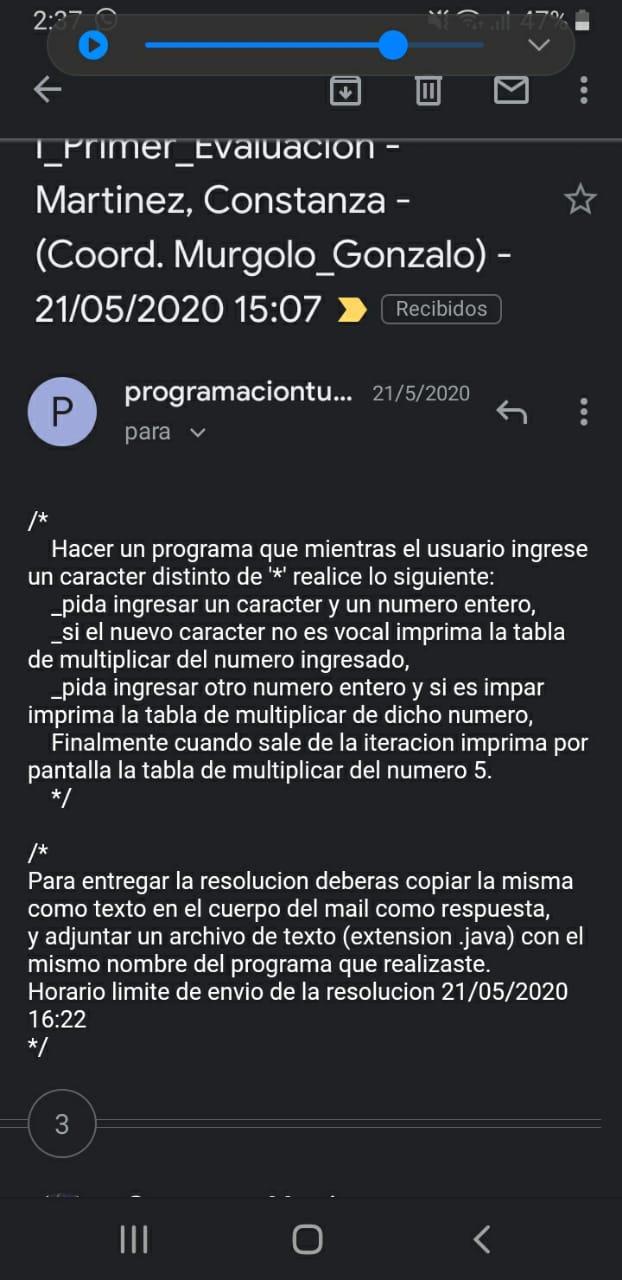 2:37
47%
I_Primer_Evaluacion -
Martinez, Constanza -
(Coord. Murgolo_Gonzalo) -
21/05/2020 15:07 Recibidos
P
programaciontu... 21/5/2020
para
/*
Hacer un programa que mientras el usuario ingrese
un caracter distinto de '*' realice lo siguiente:
_pida ingresar un caracter y un numero entero,
_si el nuevo caracter no es vocal imprima la tabla
de multiplicar del numero ingresado,
_pida ingresar otro numero entero y si es impar
imprima la tabla de multiplicar de dicho numero,
Finalmente cuando sale de la iteracion imprima por
pantalla la tabla de multiplicar del numero 5.
*/
/*
Para entregar la resolucion deberas copiar la misma
como texto en el cuerpo del mail como respuesta,
y adjuntar un archivo de texto (extension .java) con el
mismo nombre del programa que realizaste.
Horario limite de envio de la resolucion 21/05/2020
16:22
*/
3